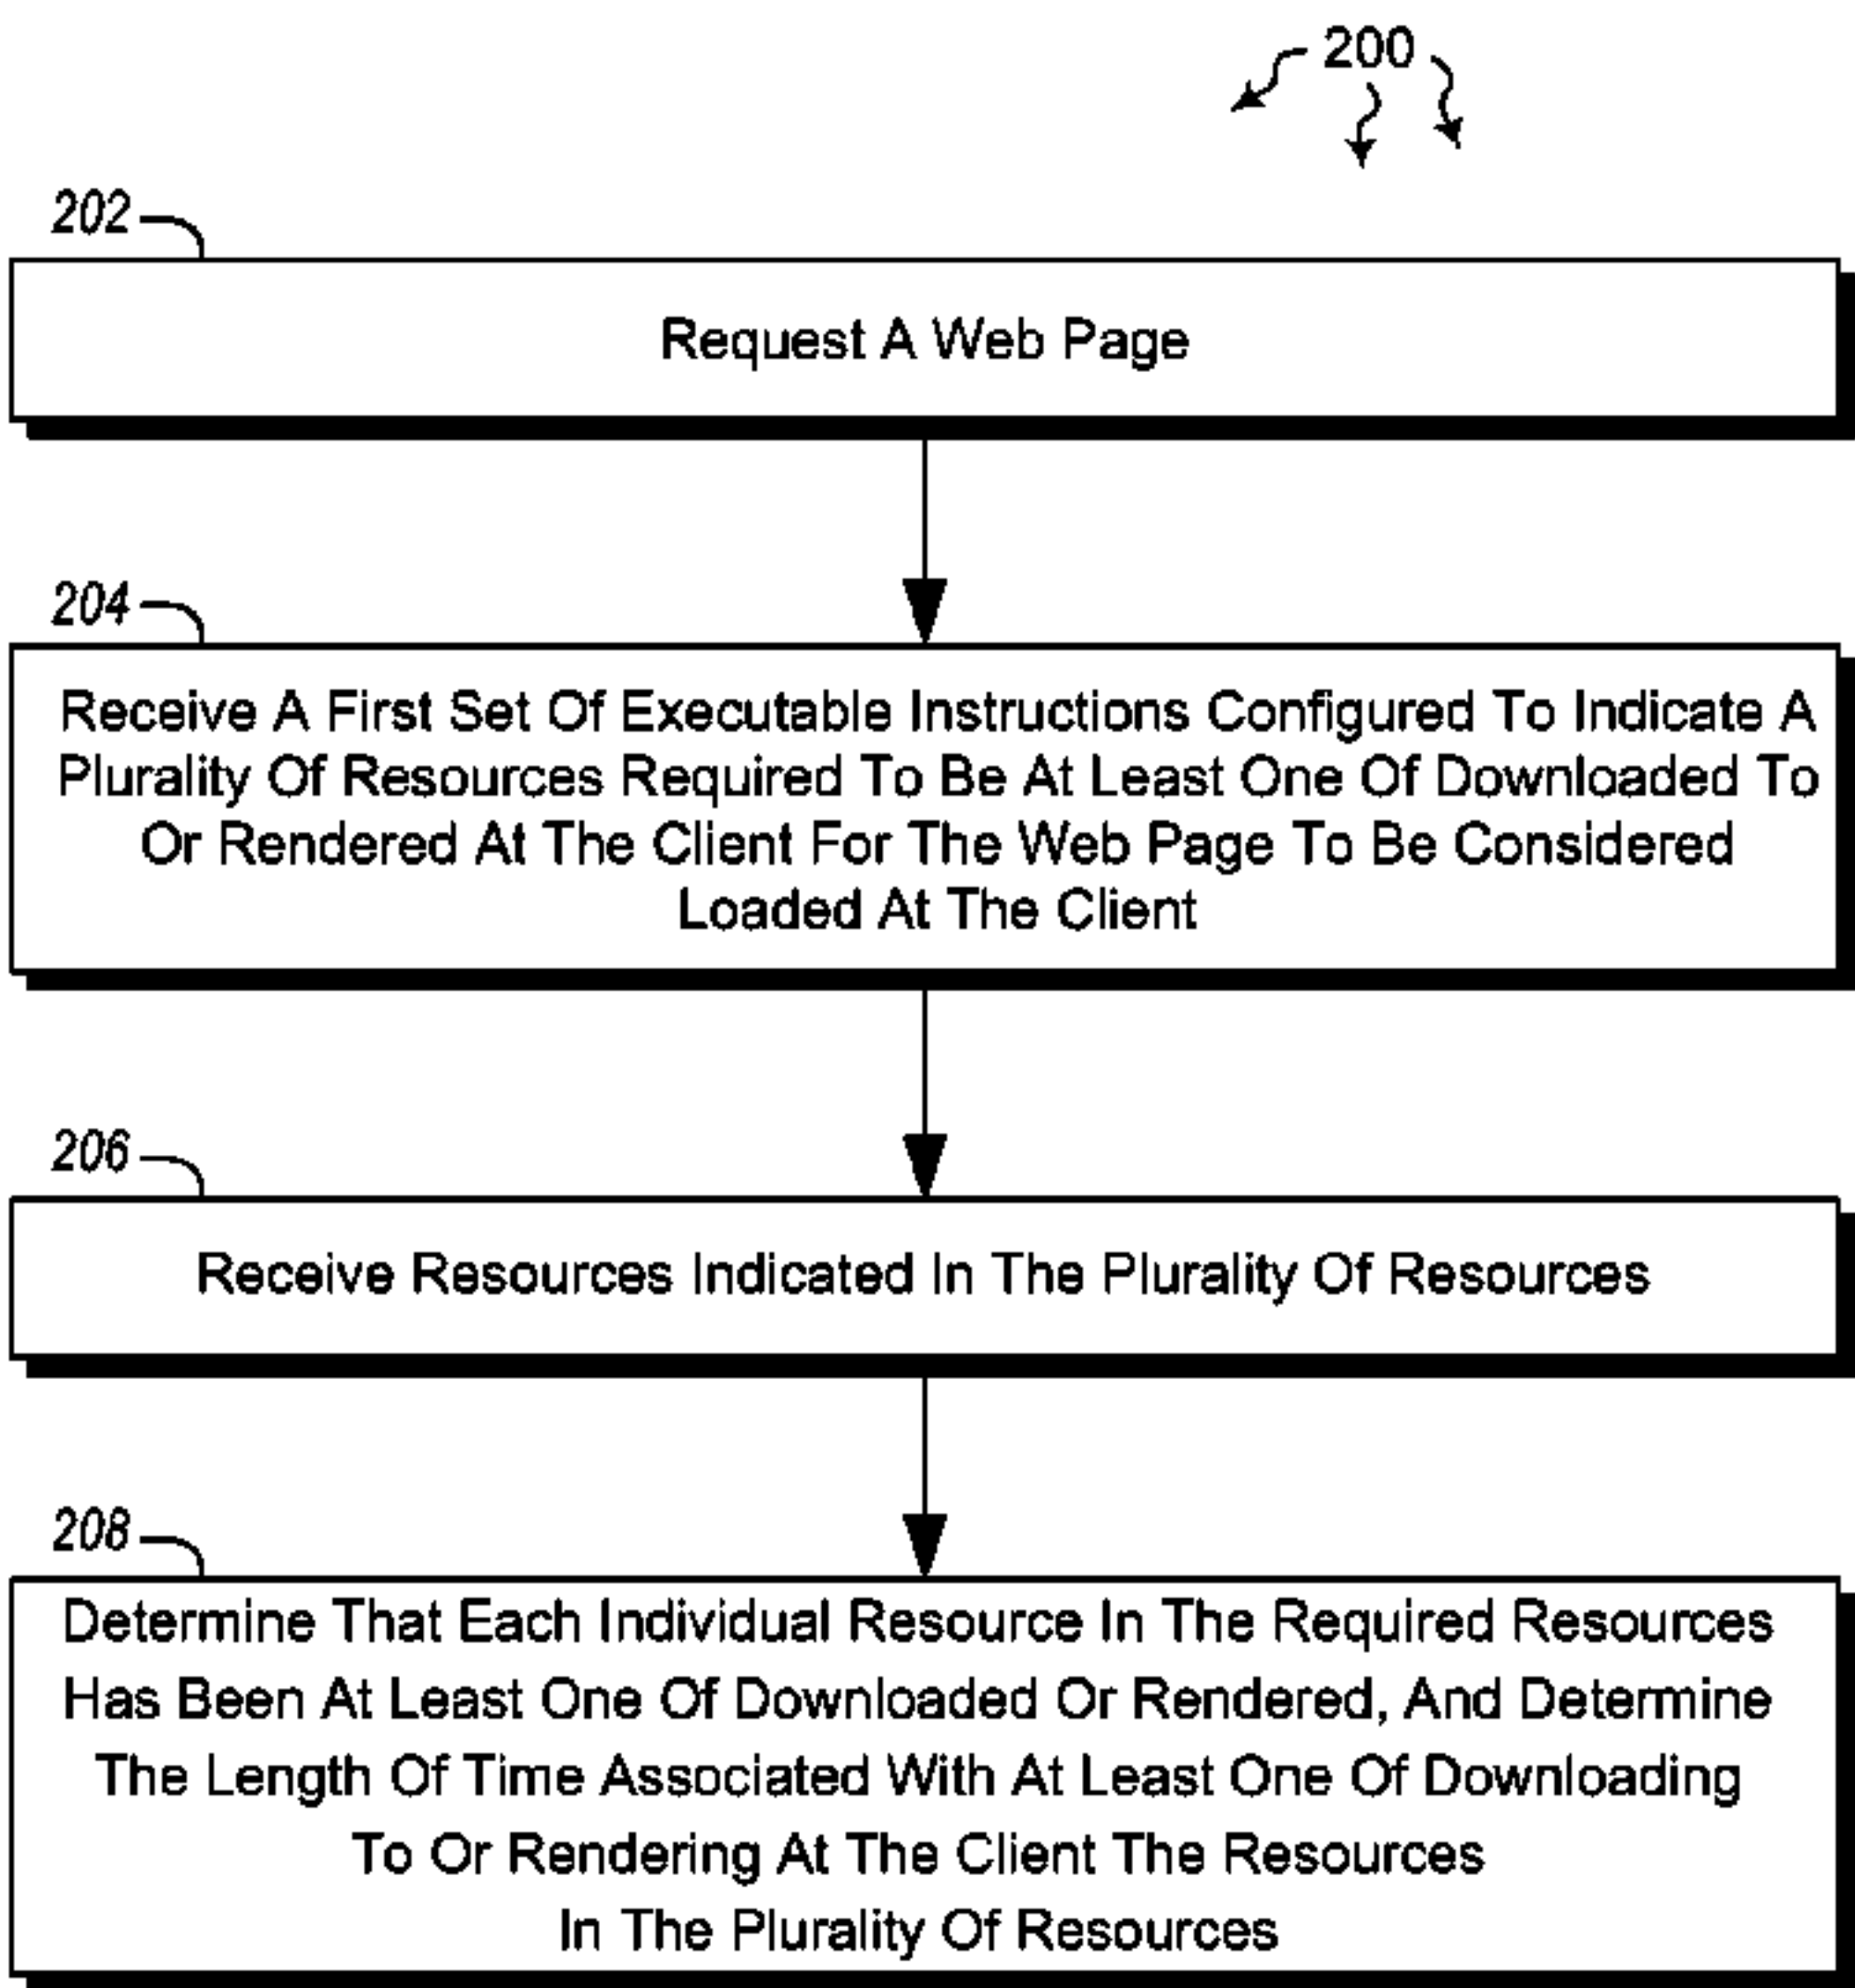 200
202
Request A Web Page
204
Receive A First Set Of Executable Instructions Configured To Indicate A
Plurality Of Resources Required To Be At Least One Of Downloaded To
Or Rendered At The Client For The Web Page To Be Considered
Loaded At The Client
206
Receive Resources Indicated In The Plurality Of Resources
208
Determine That Each Individual Resource In The Required Resources
Has Been At Least One Of Downloaded Or Rendered, And Determine
The Length Of Time Associated With At Least One Of Downloading
To Or Rendering At The Client The Resources
In The Plurality Of Resources